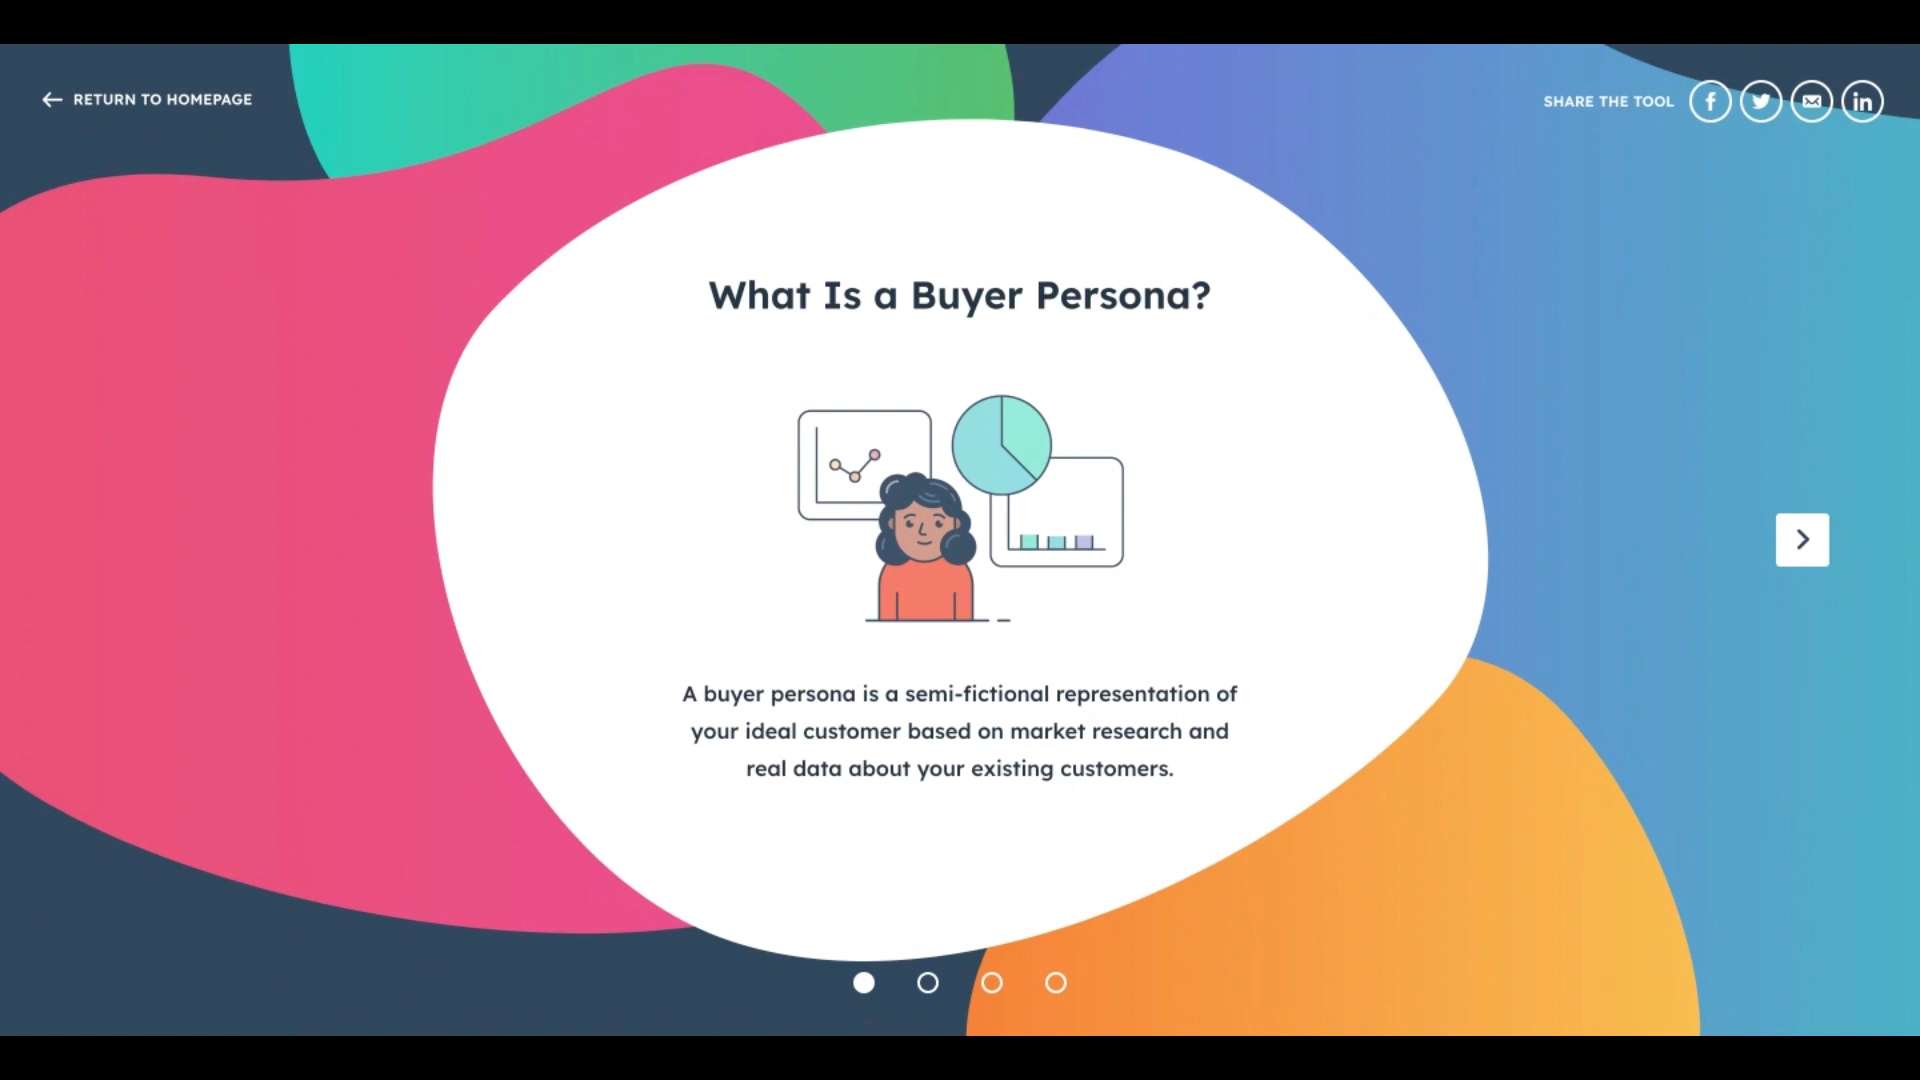 RETURN TO HOMEPAGE
SHARE THE TOOL
What Is a Buyer Persona?
A buyer persona is a semi-fictional representation of
your ideal customer based on market research and
real data about your existing customers.